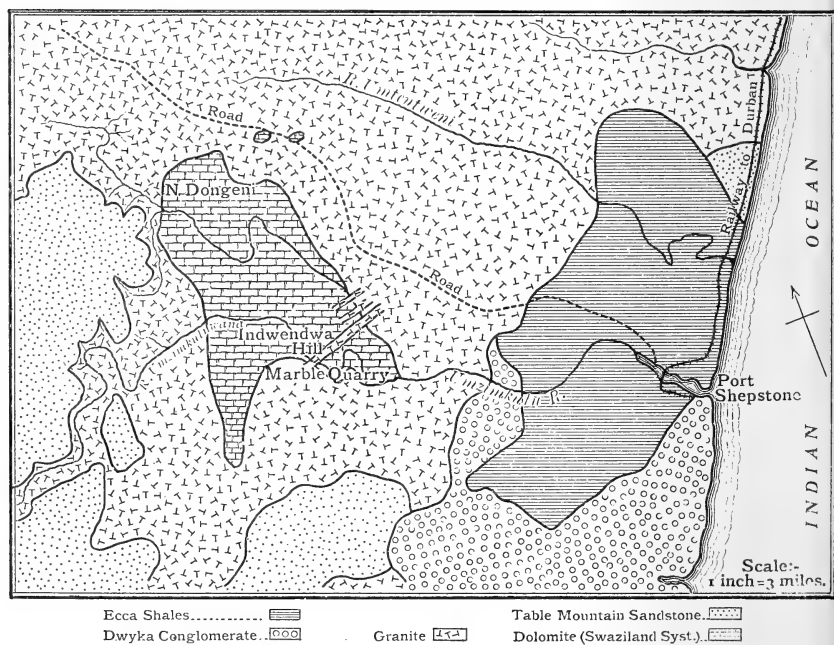 Road
R. mtentweni
Railway to Durban
N. Dongeni
Road
Indwendwa
Hill
Marble Quarry
Port
Shepstone
INDIAN OCEAN
Scale:-
1 inch=3 miles.
Ecca Shales
Dwyka Conglomerate
Granite
Table Mountain Sandstone
Dolomite (Swaziland Syst.)